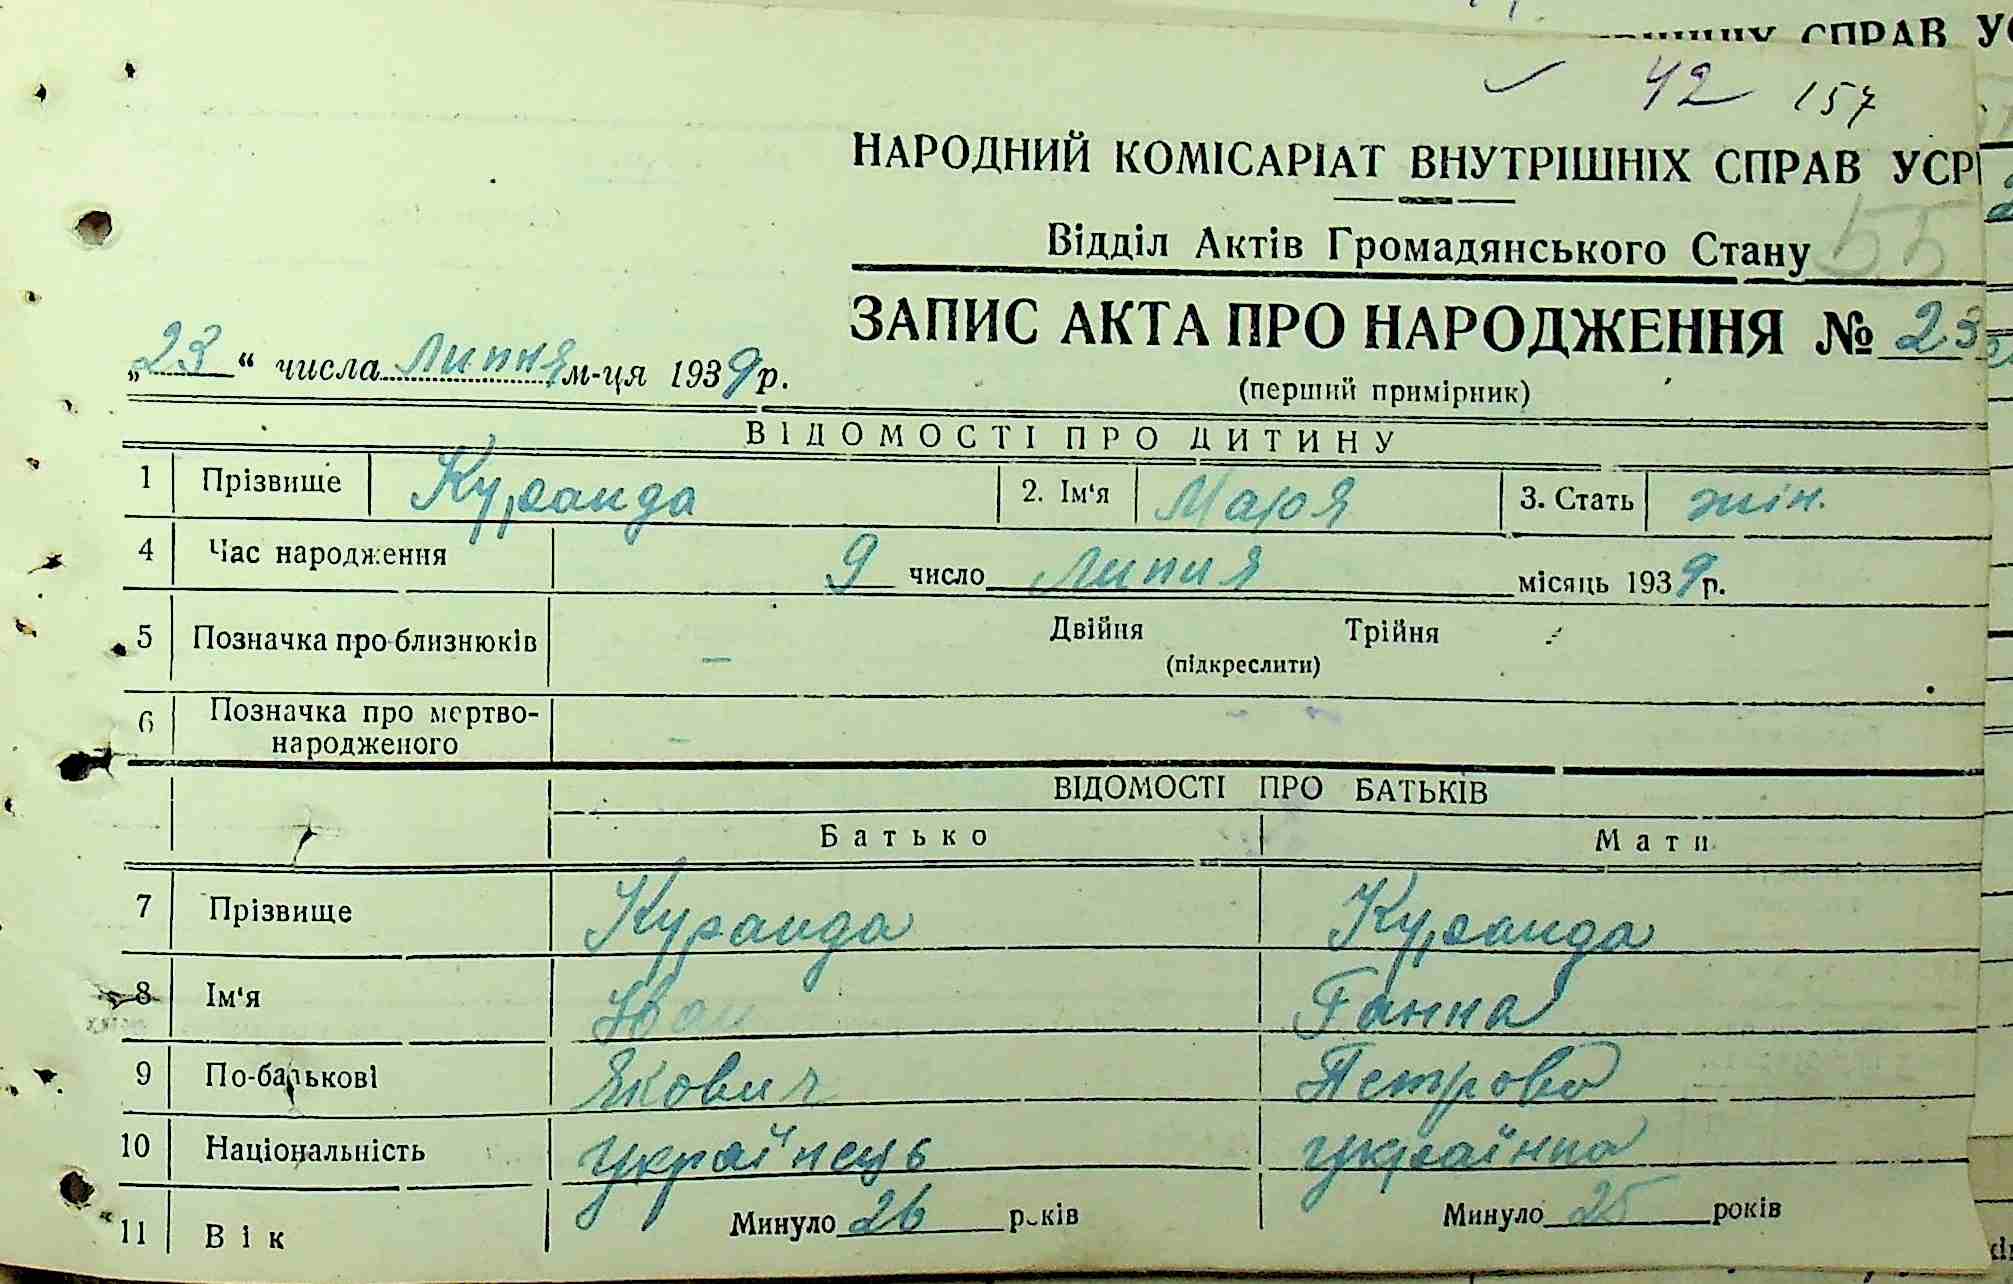 СПРАВ
42 157
НАРОДНИЙ КОМІСАРІАТ ВНУТРІШНІХ СПРАВ УСР
Відділ Актів Громадянського Стану
ЗАПИС АКТА ПРО НАРОДЖЕННЯ № 23
„23“ числа липня м-ця 1939 р.
(перший примірник)
ВІДОМОСТІ ПРО ДИТИНУ
1 Прізвище Куранда 2. Ім‘я Марія 3. Стать жін.
4 Час народження 9 число липня місяць 1939 р.
5 Позначка про близнюків – Двійня Трійня
(підкреслити)
6 Позначка про мертво-
народженого –
ВІДОМОСТІ ПРО БАТЬКІВ
Батько Мати
7 Прізвище Куранда Куранда
8 Ім‘я Іван Ганна
9 По-батькові Якович Петровa
10 Національність українець українка
11 Вік Минуло 26 років Минуло 25 років